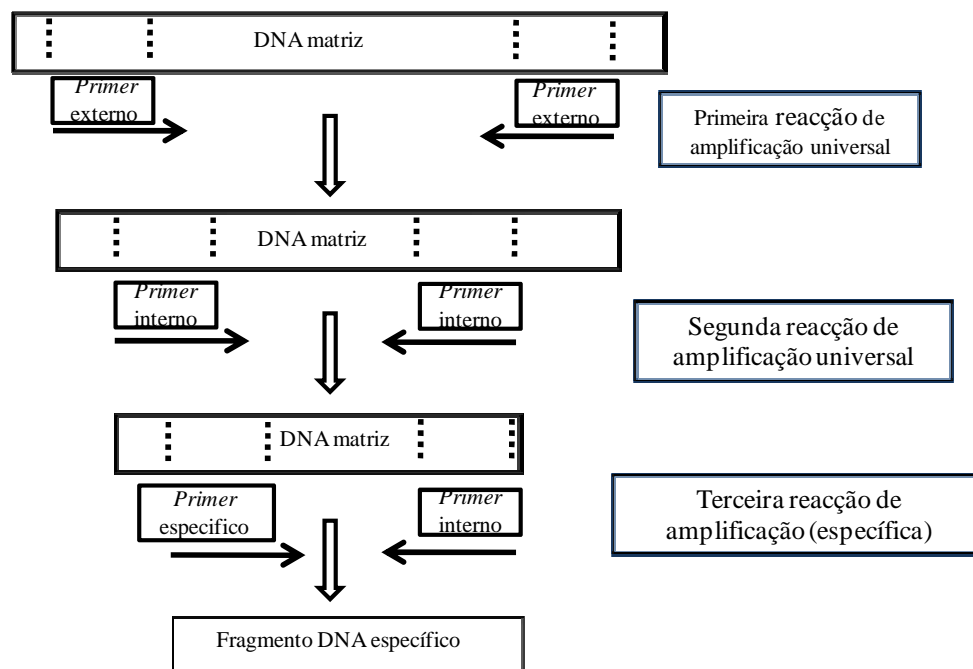 DNA matriz
Primer
externo
Primer
externo
Primeira reacção de
amplificação universal
DNA matriz
Primer
interno
Primer
interno
Segunda reacção de
amplificação universal
DNA matriz
Primer
especifico
Primer
interno
Terceira reacção de
amplificação (específica)
Fragmento DNA específico